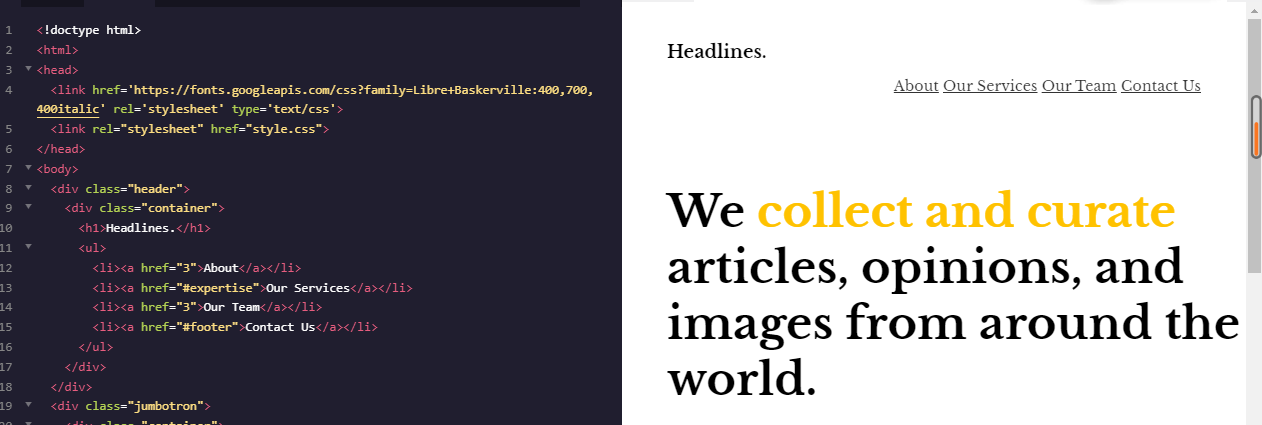 1 <!doctype html>
2 <html>
3 <head>
4 <link href='https://fonts.googleapis.com/css?family=Libre+Baskerville:400,700,
400italic' rel='stylesheet' type='text/css'>
5 <link rel="stylesheet" href="style.css">
6 </head>
7 <body>
8 <div class="header">
9 <div class="container">
10 <h1>Headlines.</h1>
11 <ul>
12 <li><a href="3">About</a></li>
13 <li><a href="#expertise">Our Services</a></li>
14 <li><a href="3">Our Team</a></li>
15 <li><a href="#footer">Contact Us</a></li>
16 </ul>
17 </div>
18 </div>
19 <div class="jumbotron">
Headlines.
About Our Services Our Team Contact Us
We collect and curate
articles, opinions, and
images from around the
world.